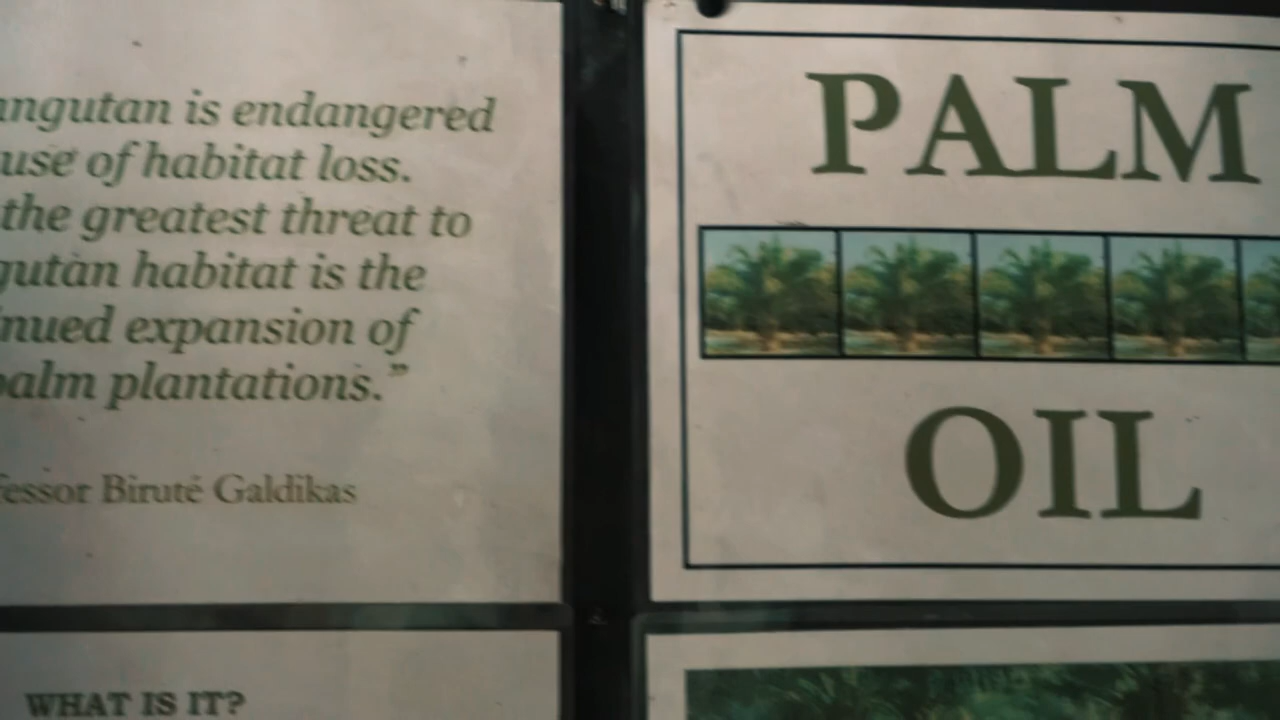 ngutan is endangered
use of habitat loss.
the greatest threat to
gutan habitat is the
nued expansion of
palm plantations.”
fessor Biruté Galdikas
WHAT IS IT?
PALM
OIL